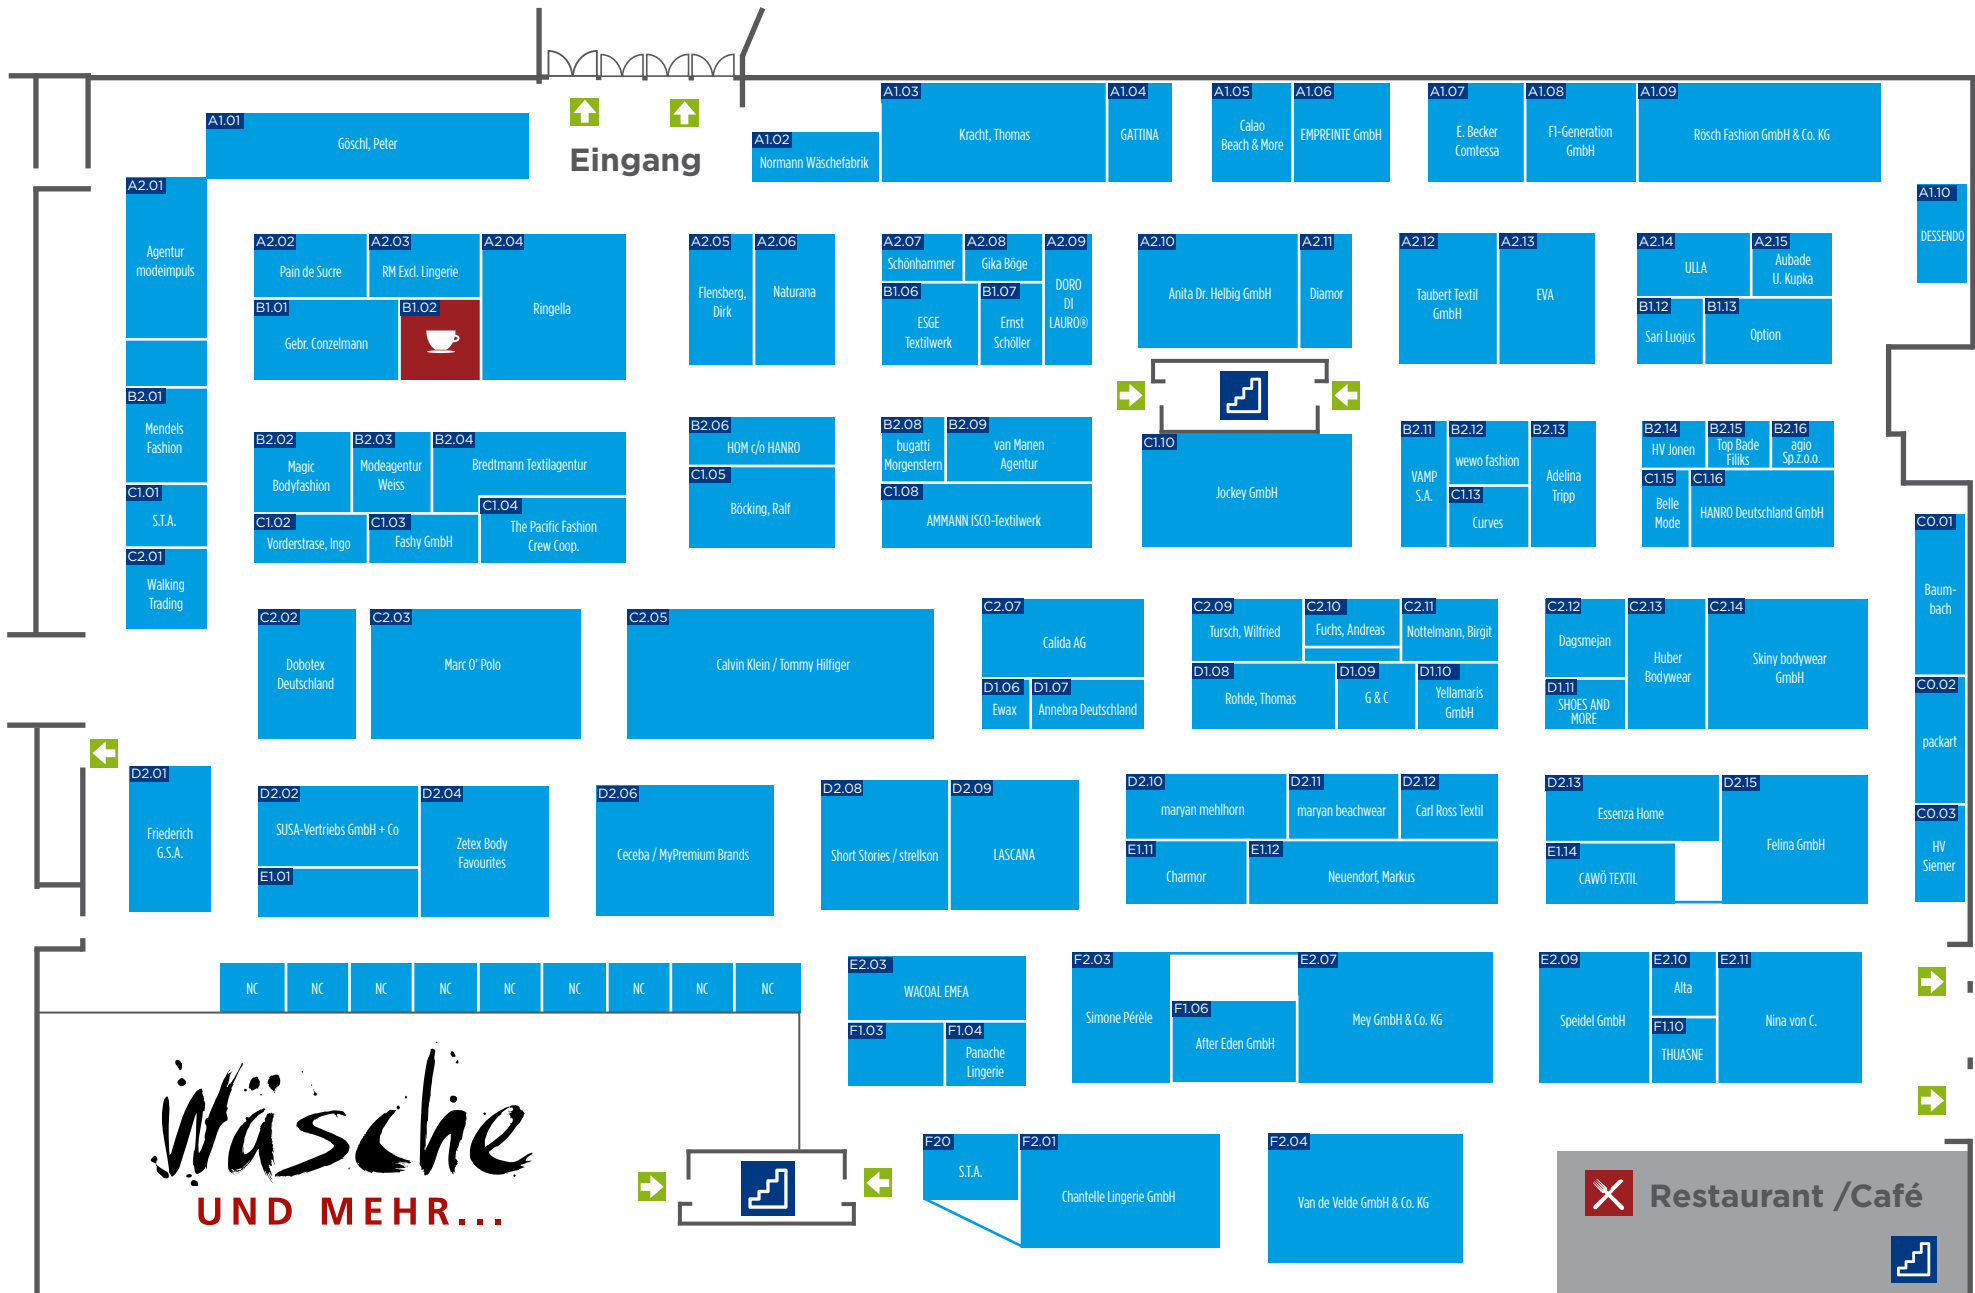 Eingang
A1.01
Göschl, Peter
A1.02
Normann Wäschefabrik
A1.03
Kracht, Thomas
A1.04
GATTINA
A1.05
Calao
Beach & More
A1.06
EMPREINTE GmbH
A1.07
E. Becker
Comtessa
A1.08
F1-Generation
GmbH
A1.09
Rösch Fashion GmbH & Co. KG
A1.10
DESSENDO
A2.01
Agentur
modeimpuls
A2.02
Pain de Sucre
A2.03
RM Excl. Lingerie
A2.04
Ringella
B1.01
Gebr. Conzelmann
B1.02
A2.05
Flensberg,
Dirk
A2.06
Naturana
A2.07
Schönhammer
A2.08
Gika Böge
A2.09
DORO
DI
LAURO®
B1.06
ESGE
Textilwerk
B1.07
Ernst
Schöller
A2.10
Anita Dr. Helbig GmbH
A2.11
Diamor
A2.12
Taubert Textil
GmbH
A2.13
EVA
A2.14
ULLA
A2.15
Aubade
U. Kupka
B1.12
Sari Luojus
B1.13
Option
B2.01
Mendels
Fashion
C1.01
S.T.A.
C2.01
Walking
Trading
B2.02
Magic
Bodyfashion
B2.03
Modeagentur
Weiss
B2.04
Bredtmann Textilagentur
C1.02
Vorderstrase, Ingo
C1.03
Fashy GmbH
C1.04
The Pacific Fashion
Crew Coop.
B2.06
HOM c/o HANRO
C1.05
Böcking, Ralf
B2.08
bugatti
Morgenstern
B2.09
van Manen
Agentur
C1.08
AMMANN ISCO-Textilwerk
C1.10
Jockey GmbH
B2.11
VAMP
S.A.
B2.12
wewo fashion
C1.13
Curves
B2.13
Adelina
Tripp
B2.14
HV Jonen
B2.15
Top Bade
Filiks
B2.16
agio
Sp.z.o.o.
C1.15
Belle
Mode
C1.16
HANRO Deutschland GmbH
C0.01
Baum-
bach
C0.02
packart
C0.03
HV
Siemer
C2.02
Dobotex
Deutschland
C2.03
Marc O' Polo
C2.05
Calvin Klein / Tommy Hilfiger
C2.07
Calida AG
D1.06
Ewax
D1.07
Annebra Deutschland
C2.09
Tursch, Wilfried
C2.10
Fuchs, Andreas
C2.11
Nottelmann, Birgit
D1.08
Rohde, Thomas
D1.09
G & C
D1.10
Yellamaris
GmbH
C2.12
Dagsmejan
D1.11
SHOES AND
MORE
C2.13
Huber
Bodywear
C2.14
Skiny bodywear
GmbH
D2.01
Friederich
G.S.A.
D2.02
SUSA-Vertriebs GmbH + Co
E1.01
D2.04
Zetex Body
Favourites
D2.06
Ceceba / MyPremium Brands
D2.08
Short Stories / strellson
D2.09
LASCANA
D2.10
maryan mehlhorn
D2.11
maryan beachwear
D2.12
Carl Ross Textil
E1.11
Charmor
E1.12
Neuendorf, Markus
D2.13
Essenza Home
E1.14
CAWÖ TEXTIL
D2.15
Felina GmbH
NC
NC
NC
NC
NC
NC
NC
NC
NC
E2.03
WACOAL EMEA
F1.03
F1.04
Panache
Lingerie
F2.03
Simone Pérèle
F1.06
After Eden GmbH
E2.07
Mey GmbH & Co. KG
E2.09
Speidel GmbH
E2.10
Alta
F1.10
THUASNE
E2.11
Nina von C.
Wäsche
UND MEHR...
F20
S.T.A.
F2.01
Chantelle Lingerie GmbH
F2.04
Van de Velde GmbH & Co. KG
Restaurant /Café